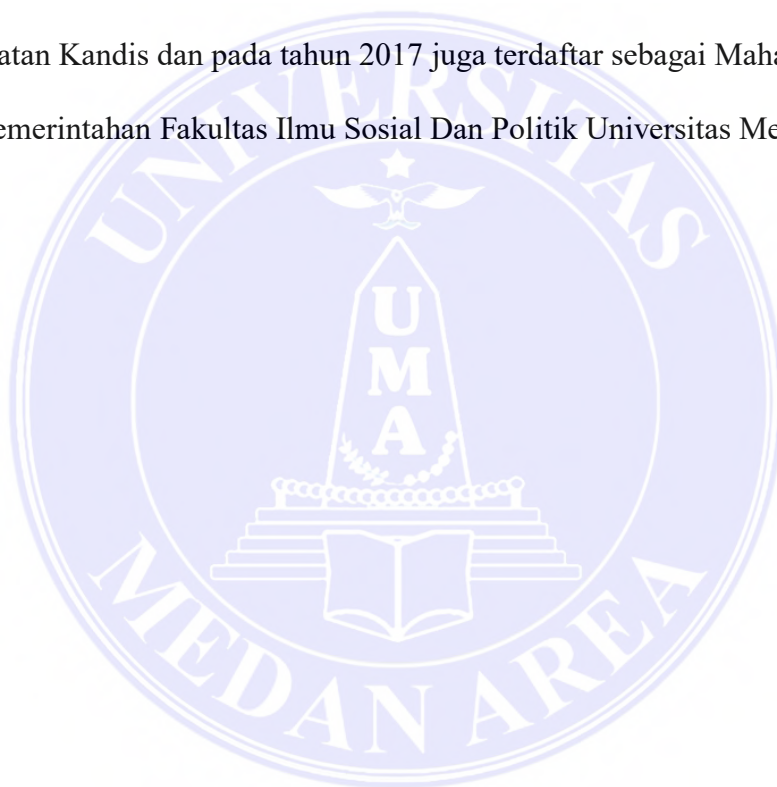 atan Kandis dan pada tahun 2017 juga terdaftar sebagai Maha
emerintahan Fakultas Ilmu Sosial Dan Politik Universitas Me
UNIVERSITAS
U
M
A
MEDAN AREA